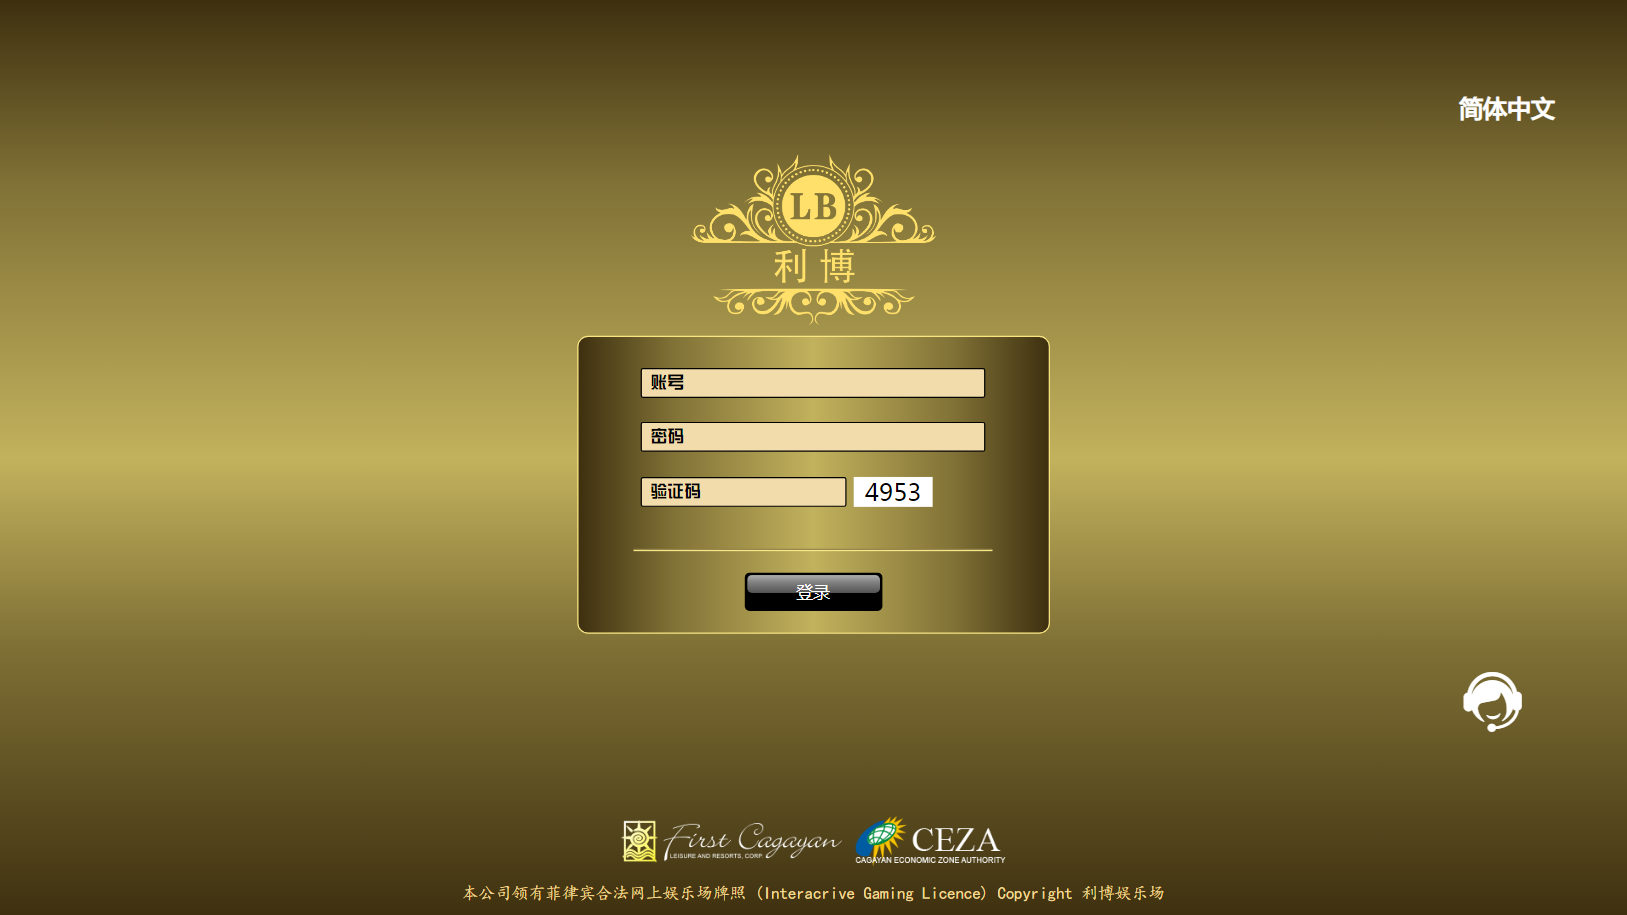 简体中文
LB
利博
账号
密码
验证码 4953
登录
First Cagayan
LEISURE AND RESORTS, CORP.
CEZA
CAGAYAN ECONOMIC ZONE AUTHORITY
本公司领有菲律宾合法网上娱乐场牌照 (Interacrive Gaming Licence) Copyright 利博娱乐场